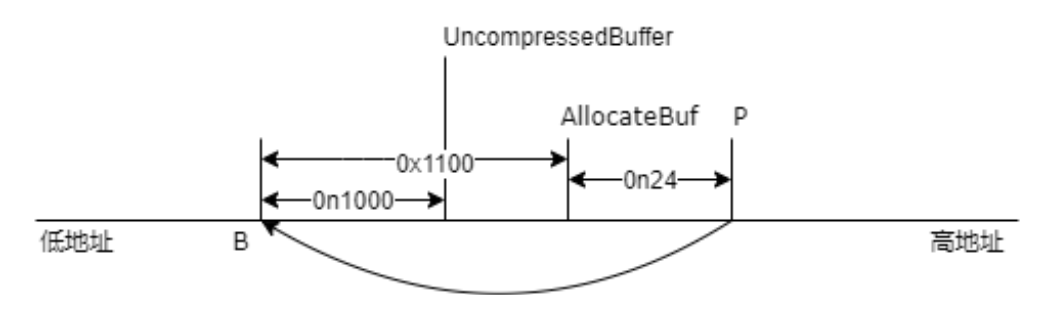 UncompressedBuffer
AllocateBuf P
0x1100
0n24
0n1000
低地址 B 高地址